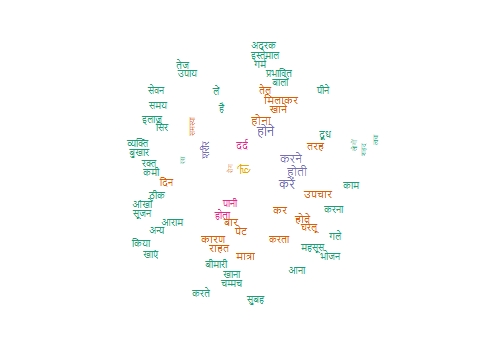 अदरक
इस्तेमाल
गर्म
तेज
उपाय
प्रभावित
बालों
सेवन
ले
तेल
पीने
मिलाकर
समय
है
खाने
इलाज
सिर
होना
होने
दूध
व्यक्ति
बुखार
शरीर
दर्द
तरह
रक्त
करने
कमी
होती
दिन
करें
काम
ठीक
उपचार
आंखों
सूजन
पानी
होता
कर
करना
आराम
बार
होवे
घरेलू
अन्य
पेट
गले
किया
कारण
करता
राहत
महसूस
खाएं
मात्रा
भोजन
बीमारी
खाना
आना
चम्मच
करते
सुबह